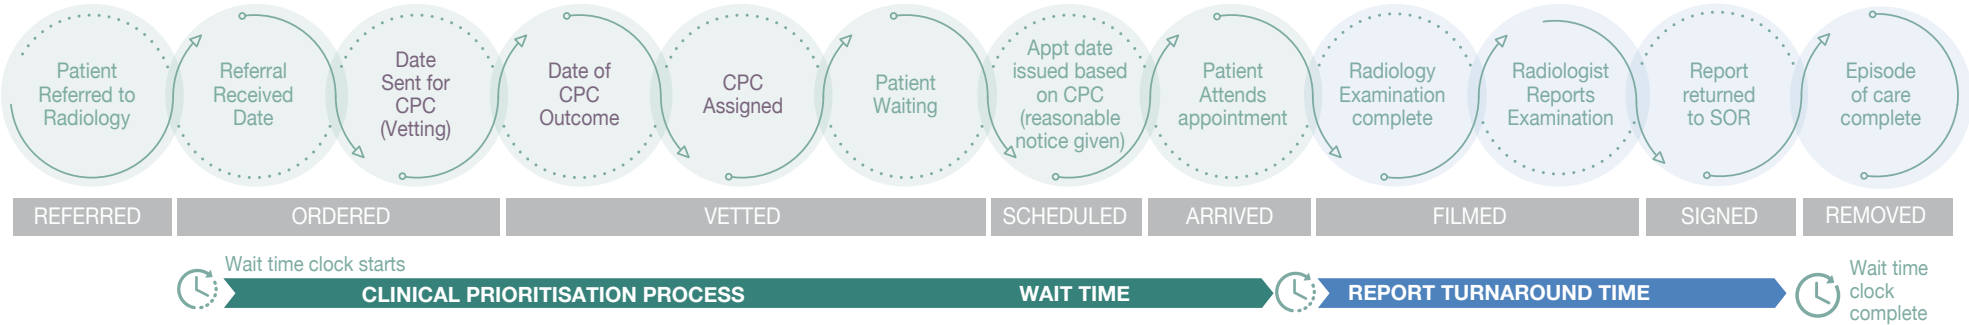 Patient
Referred to
Radiology
Referral
Received
Date
Date
Sent for
CPC
(Vetting)
Date of
CPC
Outcome
CPC
Assigned
Patient
Waiting
Appt date
issued based
on CPC
(reasonable
notice given)
Patient
Attends
appointment
Radiology
Examination
complete
Radiologist
Reports
Examination
Report
returned
to SOR
Episode
of care
complete
REFERRED
ORDERED
VETTED
SCHEDULED
ARRIVED
FILMED
SIGNED
REMOVED
Wait time clock starts
CLINICAL PRIORITISATION PROCESS
WAIT TIME
REPORT TURNAROUND TIME
Wait time
clock
complete